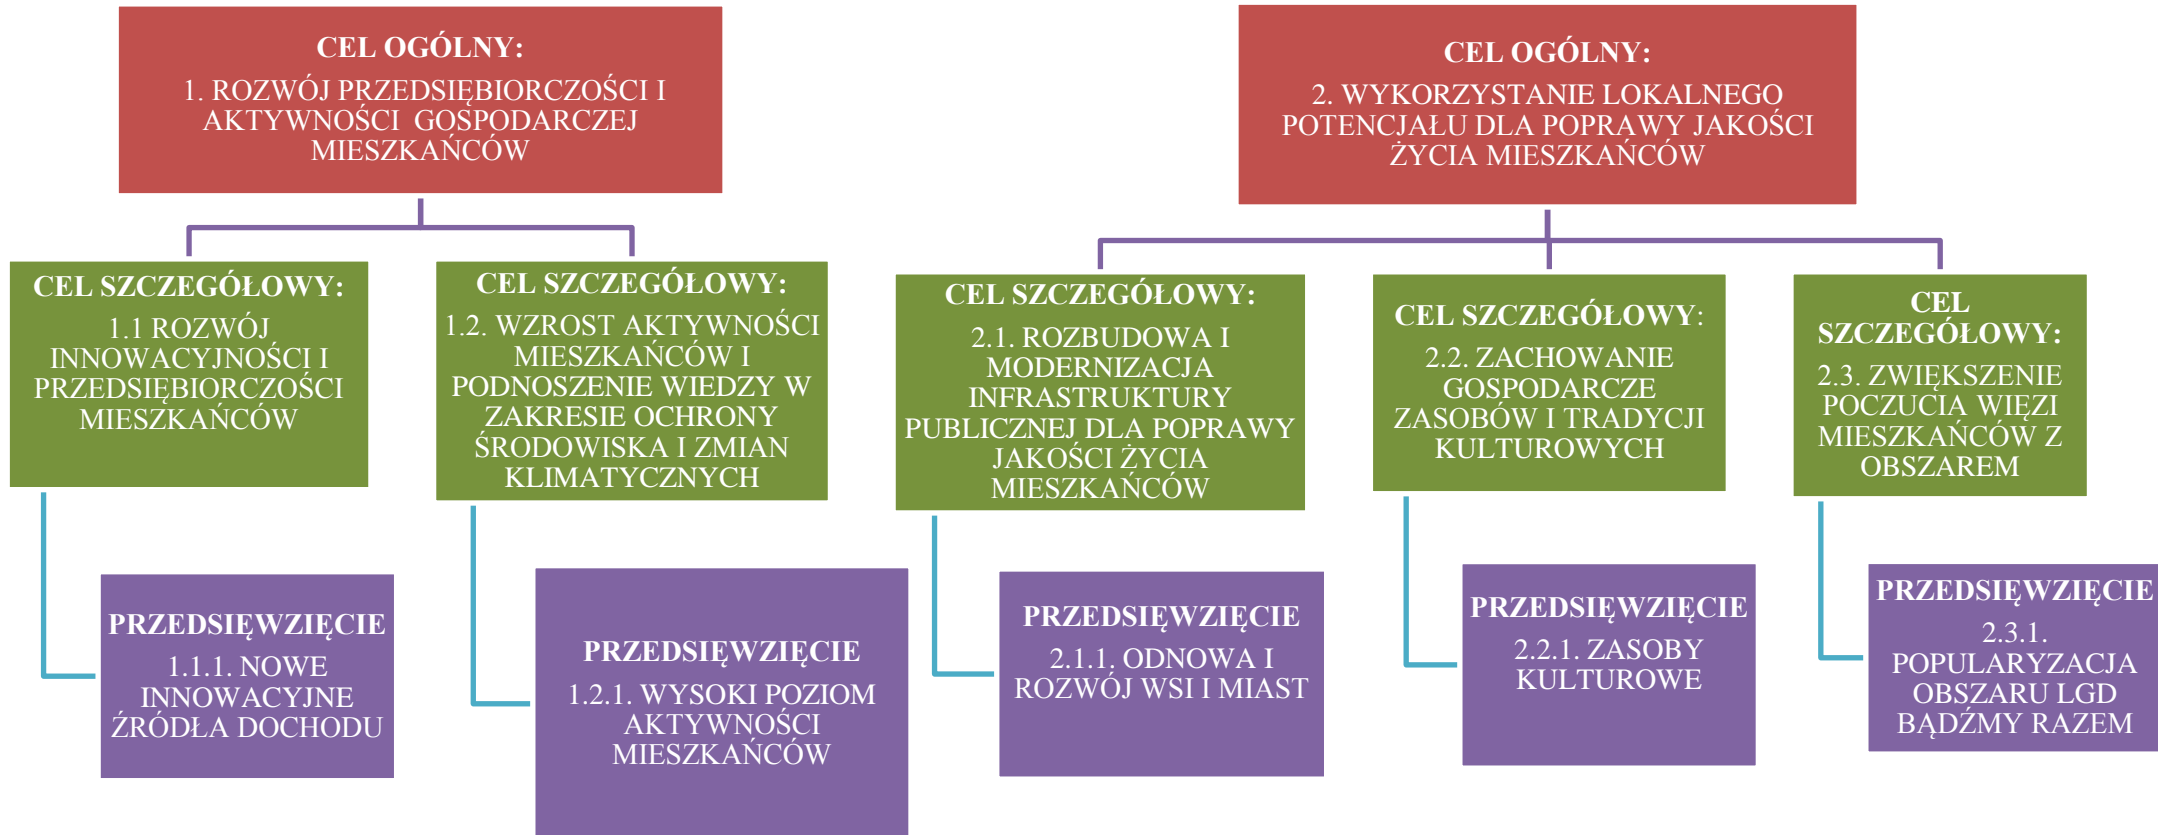 CEL OGÓLNY:
1. ROZWÓJ PRZEDSIĘBIORCZOŚCI I
AKTYWNOŚCI GOSPODARCZEJ
MIESZKAŃCÓW
CEL OGÓLNY:
2. WYKORZYSTANIE LOKALNEGO
POTENCJAŁU DLA POPRAWY JAKOŚCI
ŻYCIA MIESZKAŃCÓW
CEL SZCZEGÓŁOWY:
1.1 ROZWÓJ
INNOWACYJNOŚCI I
PRZEDSIĘBIORCZOŚCI
MIESZKAŃCÓW
CEL SZCZEGÓŁOWY:
1.2. WZROST AKTYWNOŚCI
MIESZKAŃCÓW I
PODNOSZENIE WIEDZY W
ZAKRESIE OCHRONY
ŚRODOWISKA I ZMIAN
KLIMATYCZNYCH
CEL SZCZEGÓŁOWY:
2.1. ROZBUDOWA I
MODERNIZACJA
INFRASTRUKTURY
PUBLICZNEJ DLA POPRAWY
JAKOŚCI ŻYCIA
MIESZKAŃCÓW
CEL SZCZEGÓŁOWY:
2.2. ZACHOWANIE
GOSPODARCZE
ZASOBÓW I TRADYCJI
KULTUROWYCH
CEL
SZCZEGÓŁOWY:
2.3. ZWIĘKSZENIE
POCZUCIA WIĘZI
MIESZKAŃCÓW Z
OBSZAREM
PRZEDSIĘWZIĘCIE
1.1.1. NOWE
INNOWACYJNE
ŹRÓDŁA DOCHODU
PRZEDSIĘWZIĘCIE
1.2.1. WYSOKI POZIOM
AKTYWNOŚCI
MIESZKAŃCÓW
PRZEDSIĘWZIĘCIE
2.1.1. ODNOWA I
ROZWÓJ WSI I MIAST
PRZEDSIĘWZIĘCIE
2.2.1. ZASOBY
KULTUROWE
PRZEDSIĘWZIĘCIE
2.3.1.
POPULARYZACJA
OBSZARU LGD
BĄDŹMY RAZEM